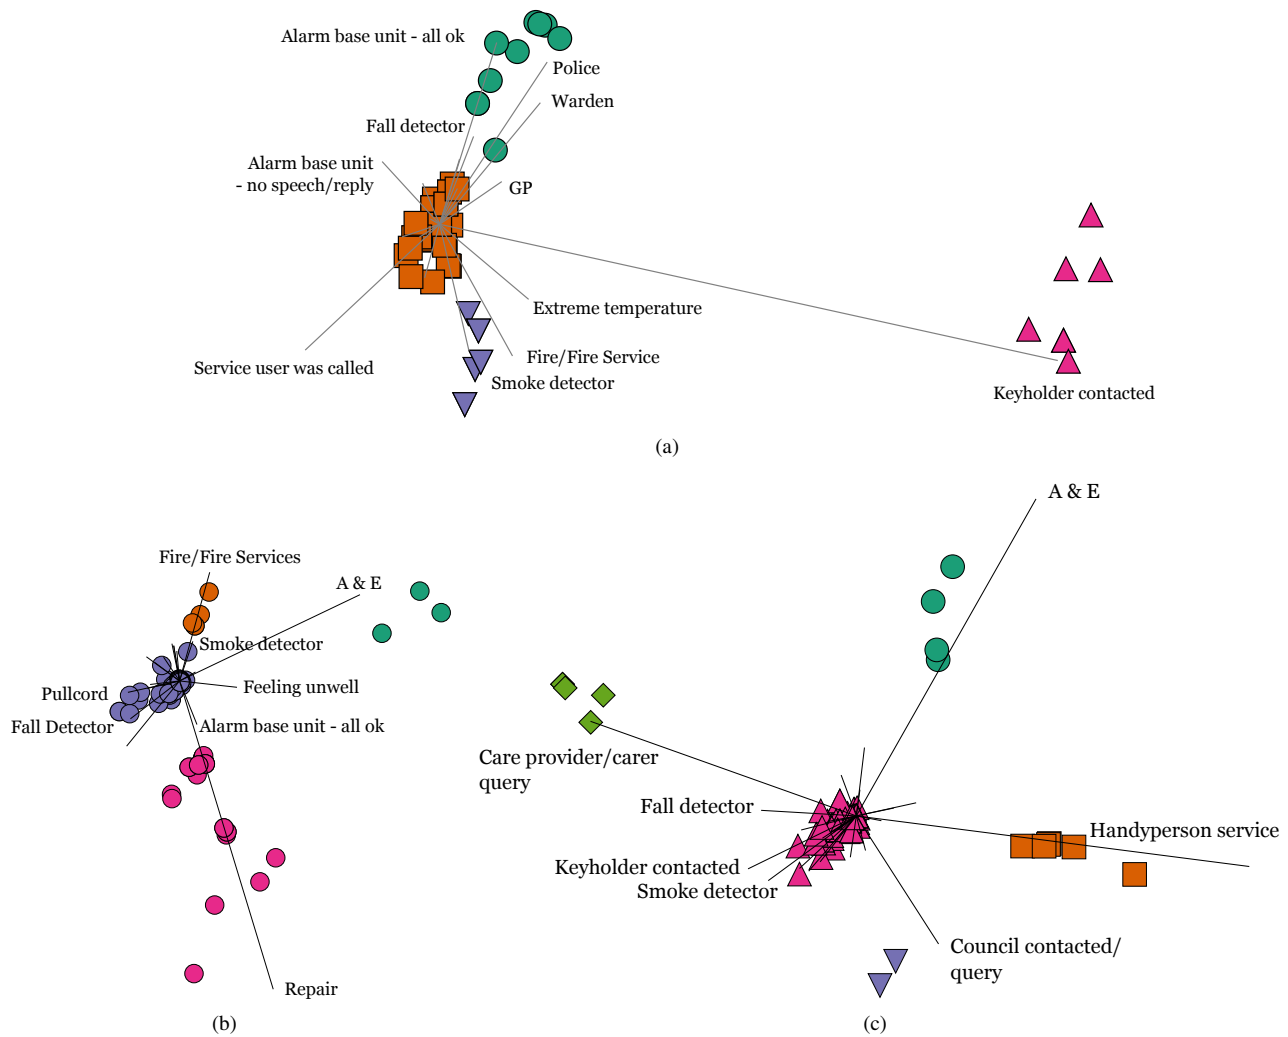 Alarm base unit - all ok
Police
Warden
Fall detector
Alarm base unit
- no speech/reply
GP
Extreme temperature
Service user was called
Fire/Fire Service
Smoke detector
Keyholder contacted
(a)
Fire/Fire Services
A & E
Smoke detector
Pullcord
Feeling unwell
Fall Detector
Alarm base unit - all ok
Repair
(b)
A & E
Care provider/carer
query
Fall detector
Handyperson service
Keyholder contacted
Smoke detector
Council contacted/
query
(c)